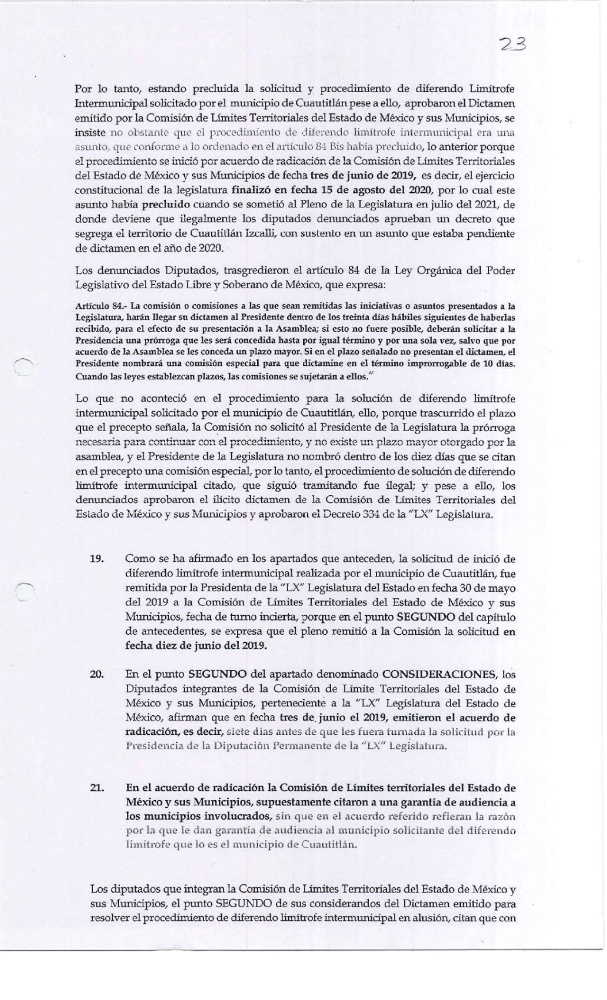 23
Por lo tanto, estando precluida la solicitud y procedimiento de diferendo Limítrofe
Intermunicipal solicitado por el municipio de Cuautitlán pese a ello, aprobaron el Dictamen
emitido por la Comisión de Límites Territoriales del Estado de México y sus Municipios, se
insiste no obstante que el procedimiento de diferendo limítrofe intermunicipal era una
asunto, que conforme a lo ordenado en el artículo 84 Bis había precluido, lo anterior porque
el procedimiento se inició por acuerdo de radicación de la Comisión de Límites Territoriales
del Estado de México y sus Municipios de fecha tres de junio de 2019, es decir, el ejercicio
constitucional de la legislatura finalizó en fecha 15 de agosto del 2020, por lo cual este
asunto había precluido cuando se sometió al Pleno de la Legislatura en julio del 2021, de
donde deviene que ilegalmente los diputados denunciados aprueban un decreto que
segrega el territorio de Cuautitlán Izcalli, con sustento en un asunto que estaba pendiente
de dictamen en el año de 2020.
Los denunciados Diputados, trasgredieron el artículo 84 de la Ley Orgánica del Poder
Legislativo del Estado Libre y Soberano de México, que expresa:
Artículo 84.- La comisión o comisiones a las que sean remitidas las iniciativas o asuntos presentados a la
Legislatura, harán llegar su dictamen al Presidente dentro de los treinta días hábiles siguientes de haberlas
recibido, para el efecto de su presentación a la Asamblea; si esto no fuere posible, deberán solicitar a la
Presidencia una prórroga que les será concedida hasta por igual término y por una sola vez, salvo que por
acuerdo de la Asamblea se les conceda un plazo mayor. Si en el plazo señalado no presentan el dictamen, el
Presidente nombrará una comisión especial para que dictamine en el término improrrogable de 10 días.
Cuando las leyes establezcan plazos, las comisiones se sujetarán a ellos."
Lo que no aconteció en el procedimiento para la solución de diferendo limítrofe
intermunicipal solicitado por el municipio de Cuautitlán, ello, porque trascurrido el plazo
que el precepto señala, la Comisión no solicitó al Presidente de la Legislatura la prórroga
necesaria para continuar con el procedimiento, y no existe un plazo mayor otorgado por la
asamblea, y el Presidente de la Legislatura no nombró dentro de los diez días que se citan
en el precepto una comisión especial, por lo tanto, el procedimiento de solución de diferendo
limítrofe intermunicipal citado, que siguió tramitando fue ilegal; y pese a ello, los
denunciados aprobaron el ilícito dictamen de la Comisión de Límites Territoriales del
Estado de México y sus Municipios y aprobaron el Decreto 334 de la "LX" Legislatura.
19. Como se ha afirmado en los apartados que anteceden, la solicitud de inició de
diferendo limítrofe intermunicipal realizada por el municipio de Cuautitlán, fue
remitida por la Presidenta de la "LX" Legislatura del Estado en fecha 30 de mayo
del 2019 a la Comisión de Límites Territoriales del Estado de México y sus
Municipios, fecha de turno incierta, porque en el punto SEGUNDO del capítulo
de antecedentes, se expresa que el pleno remitió a la Comisión la solicitud en
fecha diez de junio del 2019.
20. En el punto SEGUNDO del apartado denominado CONSIDERACIONES, los
Diputados integrantes de la Comisión de Límite Territoriales del Estado de
México y sus Municipios, perteneciente a la "LX" Legislatura del Estado de
México, afirman que en fecha tres de junio el 2019, emitieron el acuerdo de
radicación, es decir, siete días antes de que les fuera turnada la solicitud por la
Presidencia de la Diputación Permanente de la "LX" Legislatura.
21. En el acuerdo de radicación la Comisión de Límites territoriales del Estado de
México y sus Municipios, supuestamente citaron a una garantía de audiencia a
los municipios involucrados, sin que en el acuerdo referido refieran la razón
por la que le dan garantía de audiencia al municipio solicitante del diferendo
limítrofe que lo es el municipio de Cuautitlán.
Los diputados que integran la Comisión de Límites Territoriales del Estado de México y
sus Municipios, el punto SEGUNDO de sus considerandos del Dictamen emitido para
resolver el procedimiento de diferendo limítrofe intermunicipal en alusión, citan que con